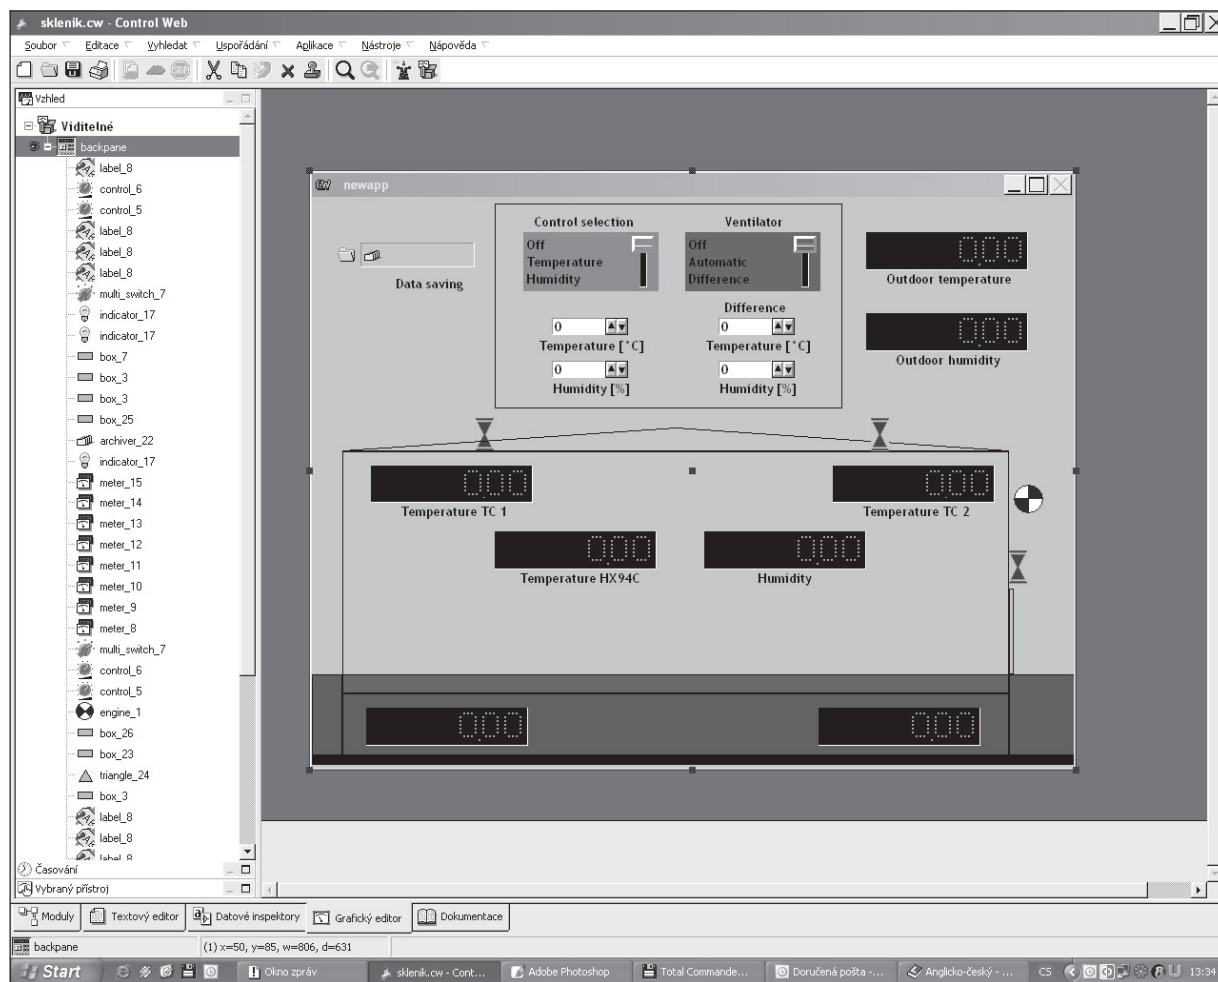 sklenik.cw - Control Web
Soubor Editace Vyhledat Uspořádání Aplikace Nástroje Nápověda
Vzhled
Viditelné
backpane
label_8
control_6
control_5
label_8
label_8
label_8
multi_switch_7
indicator_17
indicator_17
box_7
box_3
box_3
box_25
archiver_22
indicator_17
meter_15
meter_14
meter_13
meter_12
meter_11
meter_10
meter_9
meter_8
multi_switch_7
control_6
control_5
engine_1
box_26
box_23
triangle_24
box_3
label_8
label_8
label_8
Časování
Vybraný přístroj
newapp
Data saving
Control selection
Off
Temperature
Humidity
0
Temperature [°C]
0
Humidity [%]
Ventilator
Off
Automatic
Difference
Difference
0
Temperature [°C]
0
Humidity [%]
0,00
Outdoor temperature
0,00
Outdoor humidity
0,00
Temperature TC 1
0,00
Temperature TC 2
0,00
Temperature HX94C
0,00
Humidity
0,00
0,00
Moduly Textový editor Datové inspektory Grafický editor Dokumentace
backpane (1) x=50, y=85, w=806, d=631
Start Okno zpráv sklenik.cw - Cont... Adobe Photoshop Total Commande... Doručená pošta -... Anglicko-český - ... CS 13:34